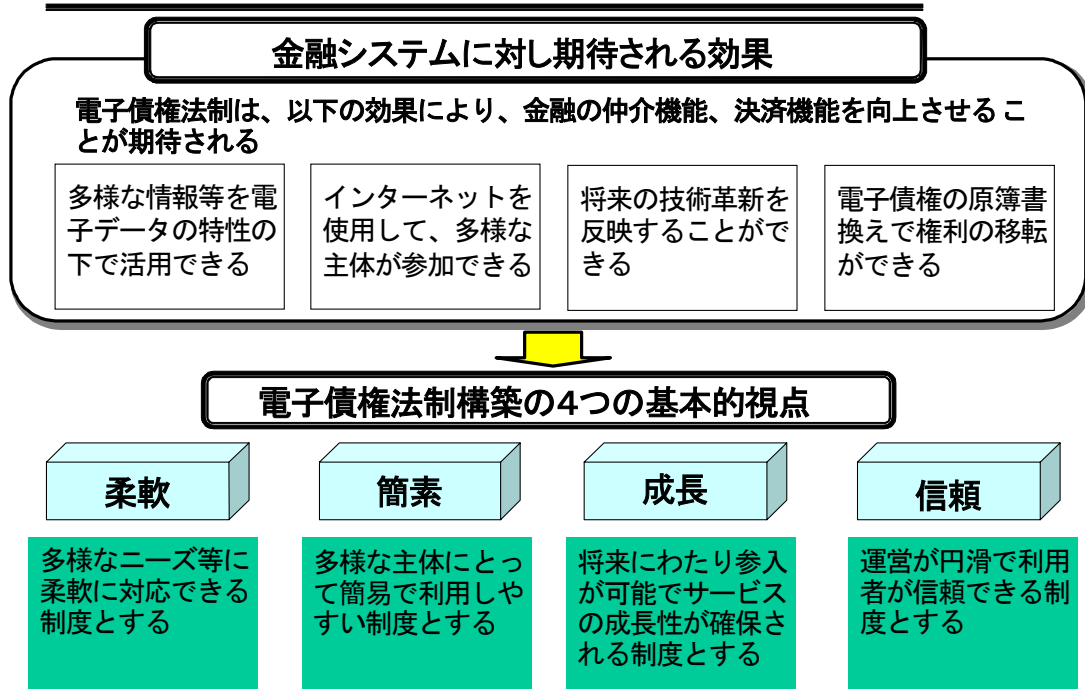 金融システムに対し期待される効果
電子債権法制は、以下の効果により、金融の仲介機能、決済機能を向上させるこ
とが期待される
多様な情報等を電
子データの特性の
下で活用できる
インターネットを
使用して、多様な
主体が参加できる
将来の技術革新を
反映することがで
きる
電子債権の原簿書
換えで権利の移転
ができる
電子債権法制構築の4つの基本的視点
柔軟
多様なニーズ等に
柔軟に対応できる
制度とする
簡素
多様な主体にとっ
て簡易で利用しや
すい制度とする
成長
将来にわたり参入
が可能でサービス
の成長性が確保さ
れる制度とする
信頼
運営が円滑で利用
者が信頼できる制
度とする